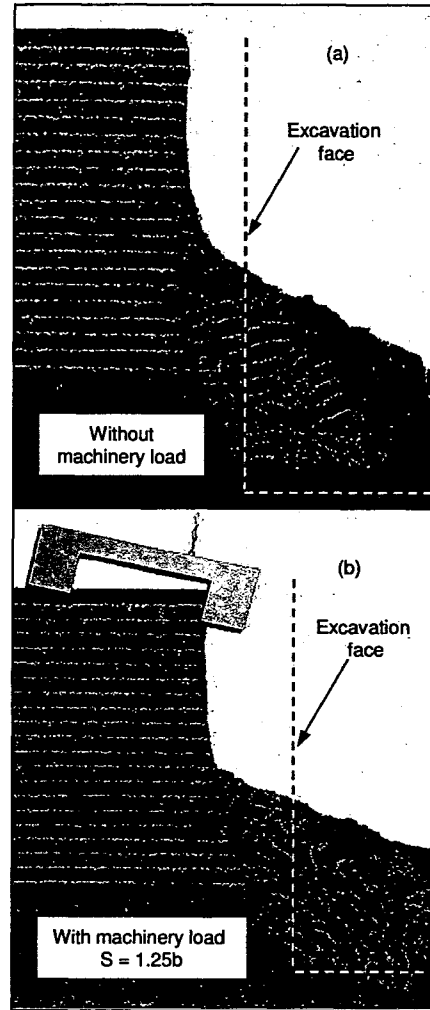 (a)
Excavation
face
Without
machinery load
(b)
Excavation
face
With machinery load
S = 1.25b